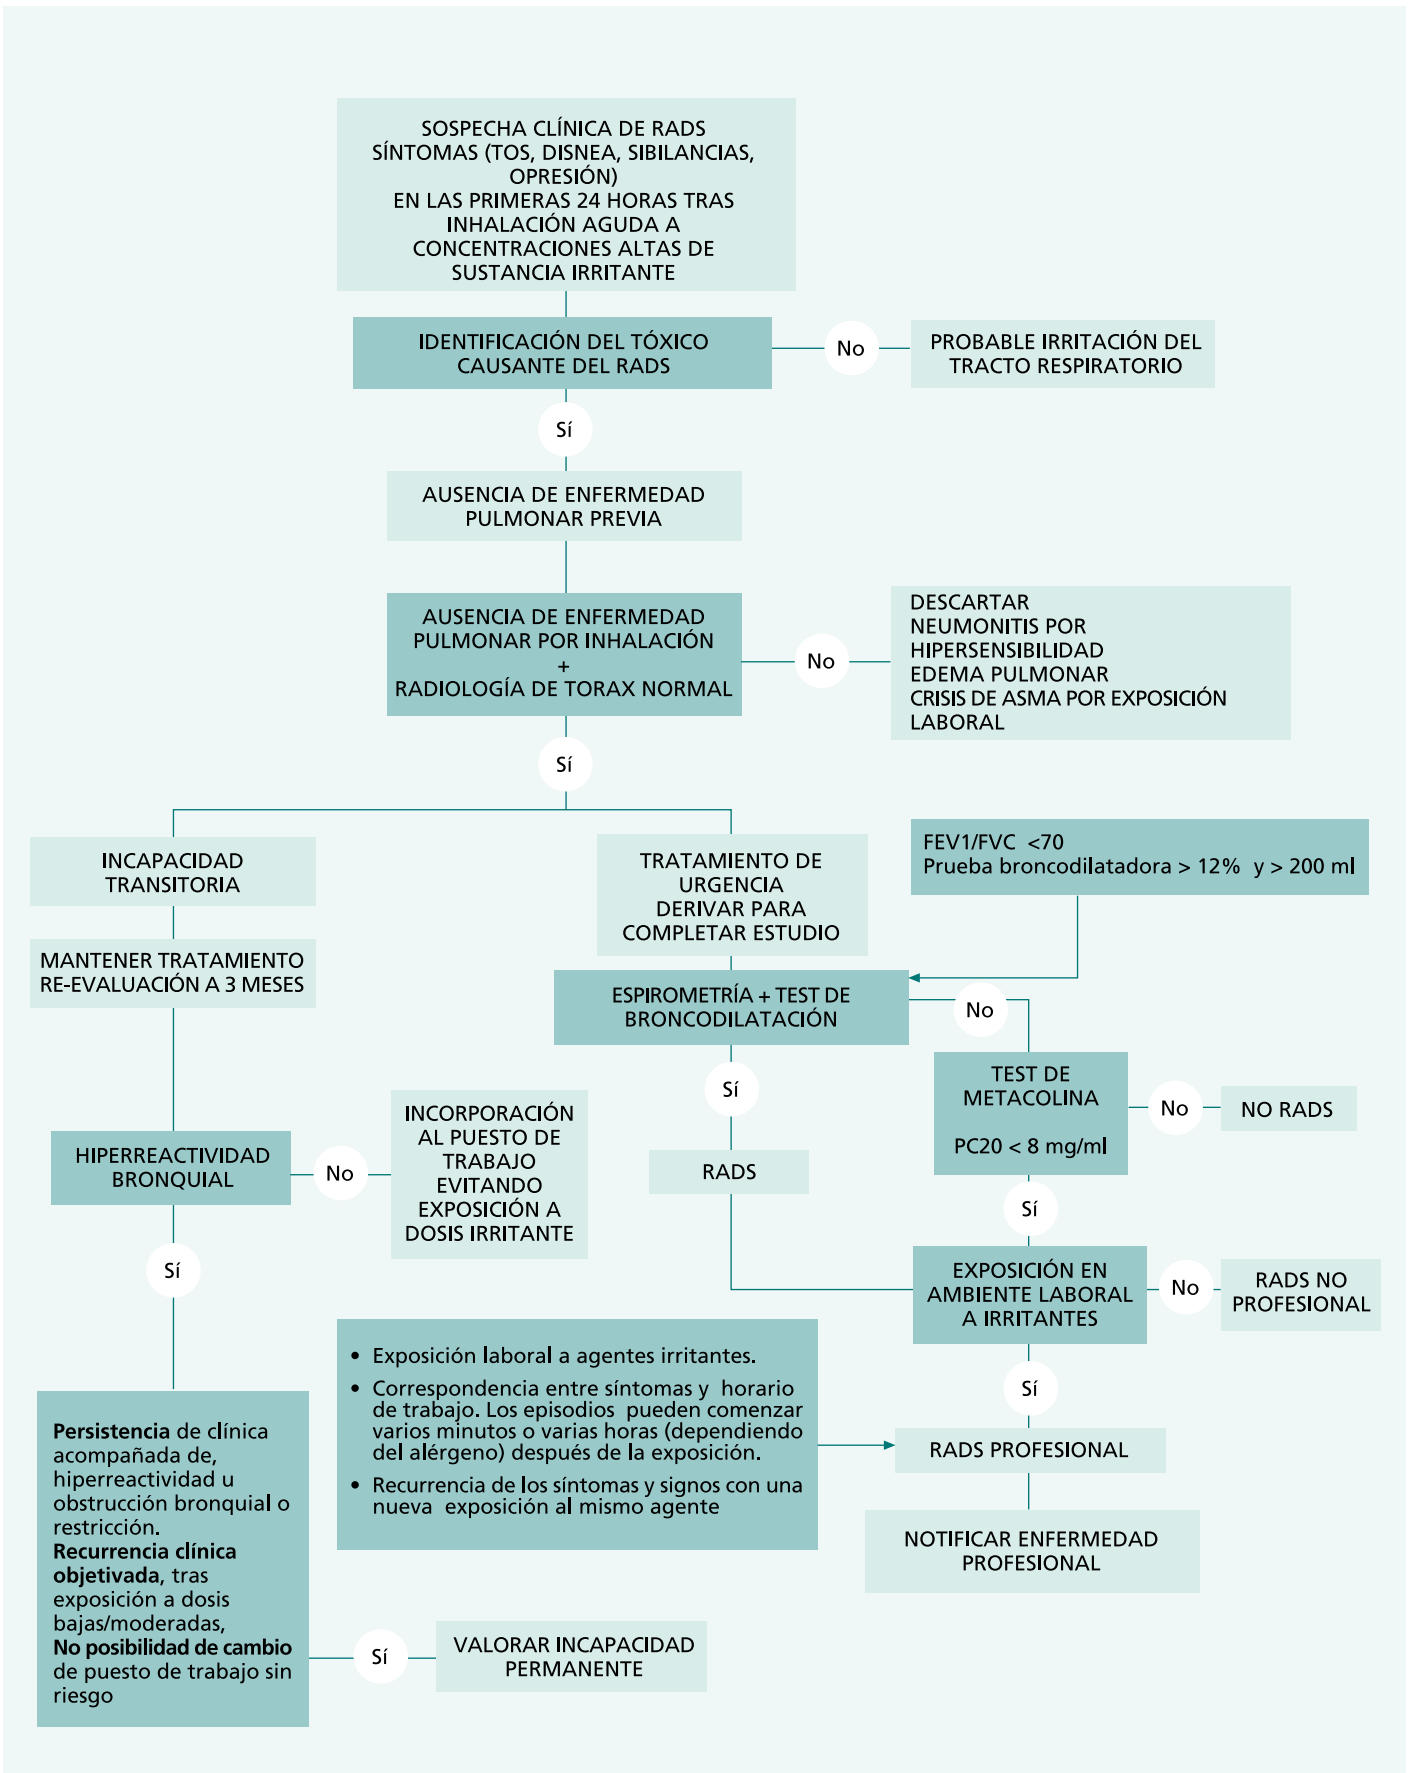 SOSPECHA CLÍNICA DE RADS
SÍNTOMAS (TOS, DISNEA, SIBILANCIAS,
OPRESIÓN)
EN LAS PRIMERAS 24 HORAS TRAS
INHALACIÓN AGUDA A
CONCENTRACIONES ALTAS DE
SUSTANCIA IRRITANTE
IDENTIFICACIÓN DEL TÓXICO
CAUSANTE DEL RADS
No
PROBABLE IRRITACIÓN DEL
TRACTO RESPIRATORIO
Sí
AUSENCIA DE ENFERMEDAD
PULMONAR PREVIA
AUSENCIA DE ENFERMEDAD
PULMONAR POR INHALACIÓN
+
RADIOLOGÍA DE TORAX NORMAL
No
DESCARTAR
NEUMONITIS POR
HIPERSENSIBILIDAD
EDEMA PULMONAR
CRISIS DE ASMA POR EXPOSICIÓN
LABORAL
Sí
INCAPACIDAD
TRANSITORIA
MANTENER TRATAMIENTO
RE-EVALUACIÓN A 3 MESES
HIPERREACTIVIDAD
BRONQUIAL
No
INCORPORACIÓN
AL PUESTO DE
TRABAJO
EVITANDO
EXPOSICIÓN A
DOSIS IRRITANTE
Sí
Persistencia de clínica
acompañada de,
hiperreactividad u
obstrucción bronquial o
restricción.
Recurrencia clínica
objetivada, tras
exposición a dosis
bajas/moderadas,
No posibilidad de cambio
de puesto de trabajo sin
riesgo
Sí
VALORAR INCAPACIDAD
PERMANENTE
TRATAMIENTO DE
URGENCIA
DERIVAR PARA
COMPLETAR ESTUDIO
FEV1/FVC <70
Prueba broncodilatadora > 12% y > 200 ml
ESPIROMETRÍA + TEST DE
BRONCODILATACIÓN
No
Sí
RADS
TEST DE
METACOLINA
PC20 < 8 mg/ml
No
NO RADS
Sí
EXPOSICIÓN EN
AMBIENTE LABORAL
A IRRITANTES
No
RADS NO
PROFESIONAL
Sí
• Exposición laboral a agentes irritantes.
• Correspondencia entre síntomas y horario
de trabajo. Los episodios pueden comenzar
varios minutos o varias horas (dependiendo
del alérgeno) después de la exposición.
• Recurrencia de los síntomas y signos con una
nueva exposición al mismo agente
RADS PROFESIONAL
NOTIFICAR ENFERMEDAD
PROFESIONAL